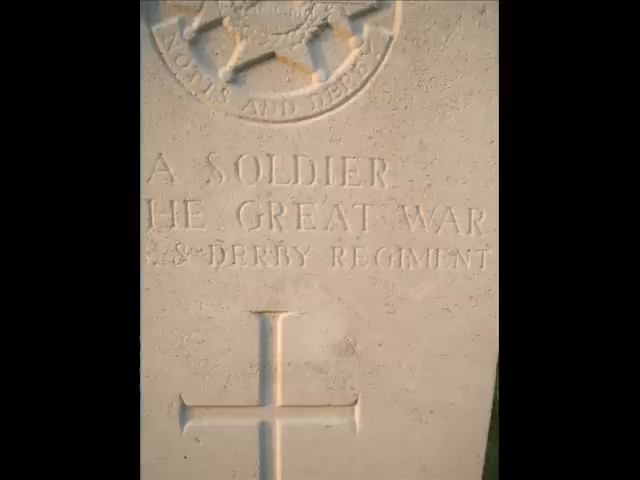 NOTTS AND DERBY
A SOLDIER
HE GREAT WAR
& DERBY REGIMENT